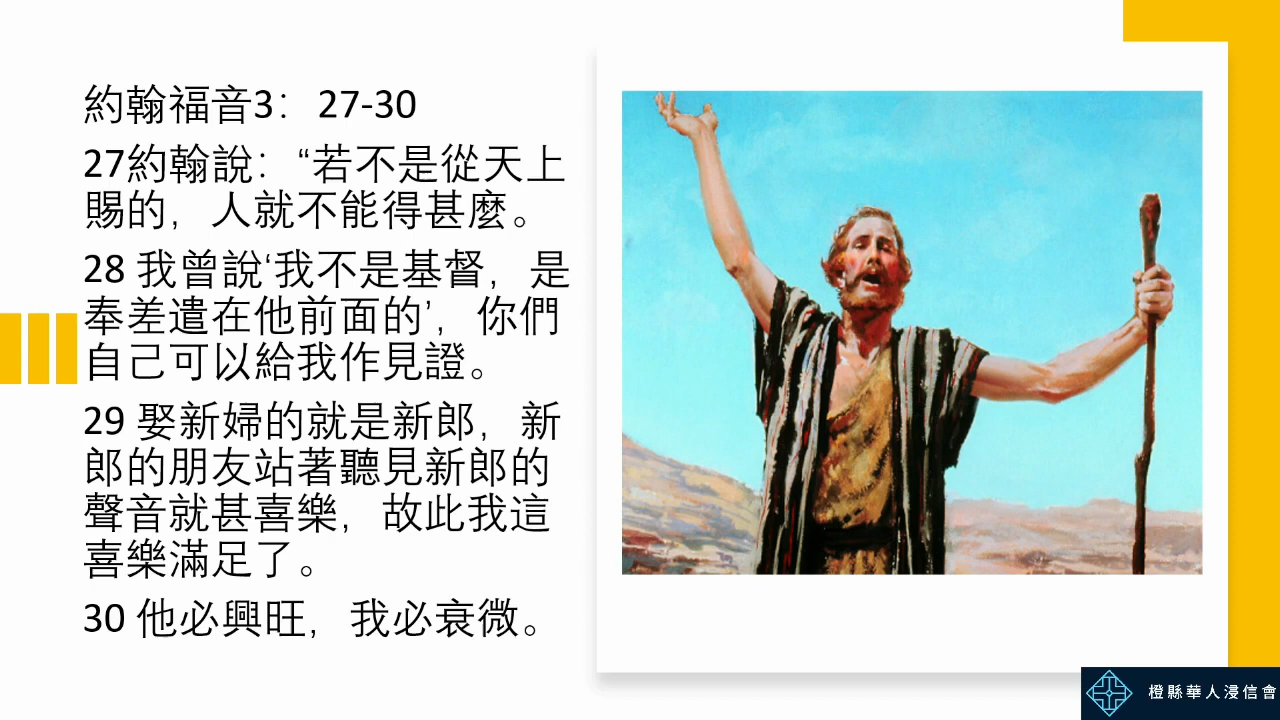 約翰福音3：27-30
27約翰說：“若不是從天上
賜的，人就不能得甚麼。
28 我曾說‘我不是基督，是
奉差遣在他前面的’，你們
自己可以給我作見證。
29 娶新婦的就是新郎，新
郎的朋友站著聽見新郎的
聲音就甚喜樂，故此我這
喜樂滿足了。
30 他必興旺，我必衰微。
橙縣華人浸信會